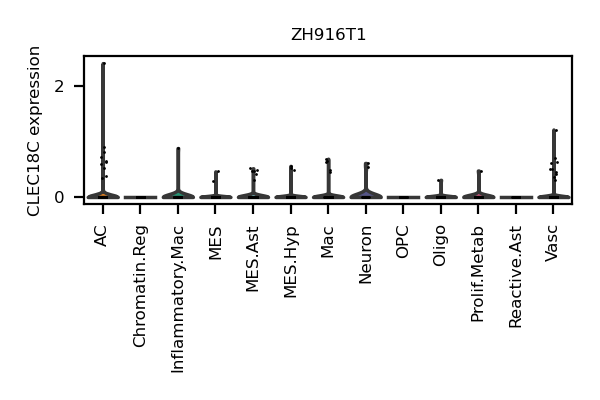 ZH916T1
CLEC18C expression
2
0
AC
Chromatin.Reg
Inflammatory.Mac
MES
MES.Ast
MES.Hyp
Mac
Neuron
OPC
Oligo
Prolif.Metab
Reactive.Ast
Vasc